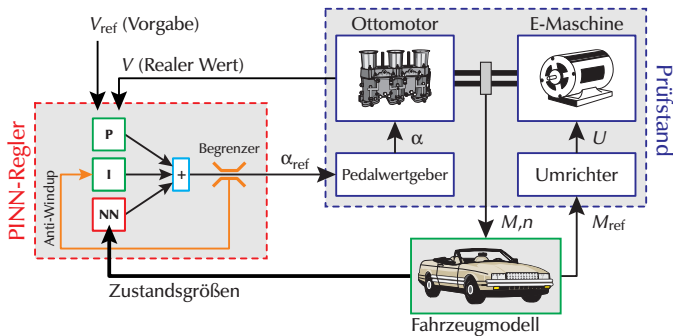 V_ref (Vorgabe)
V (Realer Wert)
Ottomotor
E-Maschine
Prüfstand
PINN-Regler
P
I
NN
+
Anti-Windup
Begrenzer
α_ref
α
Pedalwertgeber
U
Umrichter
M,n
M_ref
Zustandsgrößen
Fahrzeugmodell